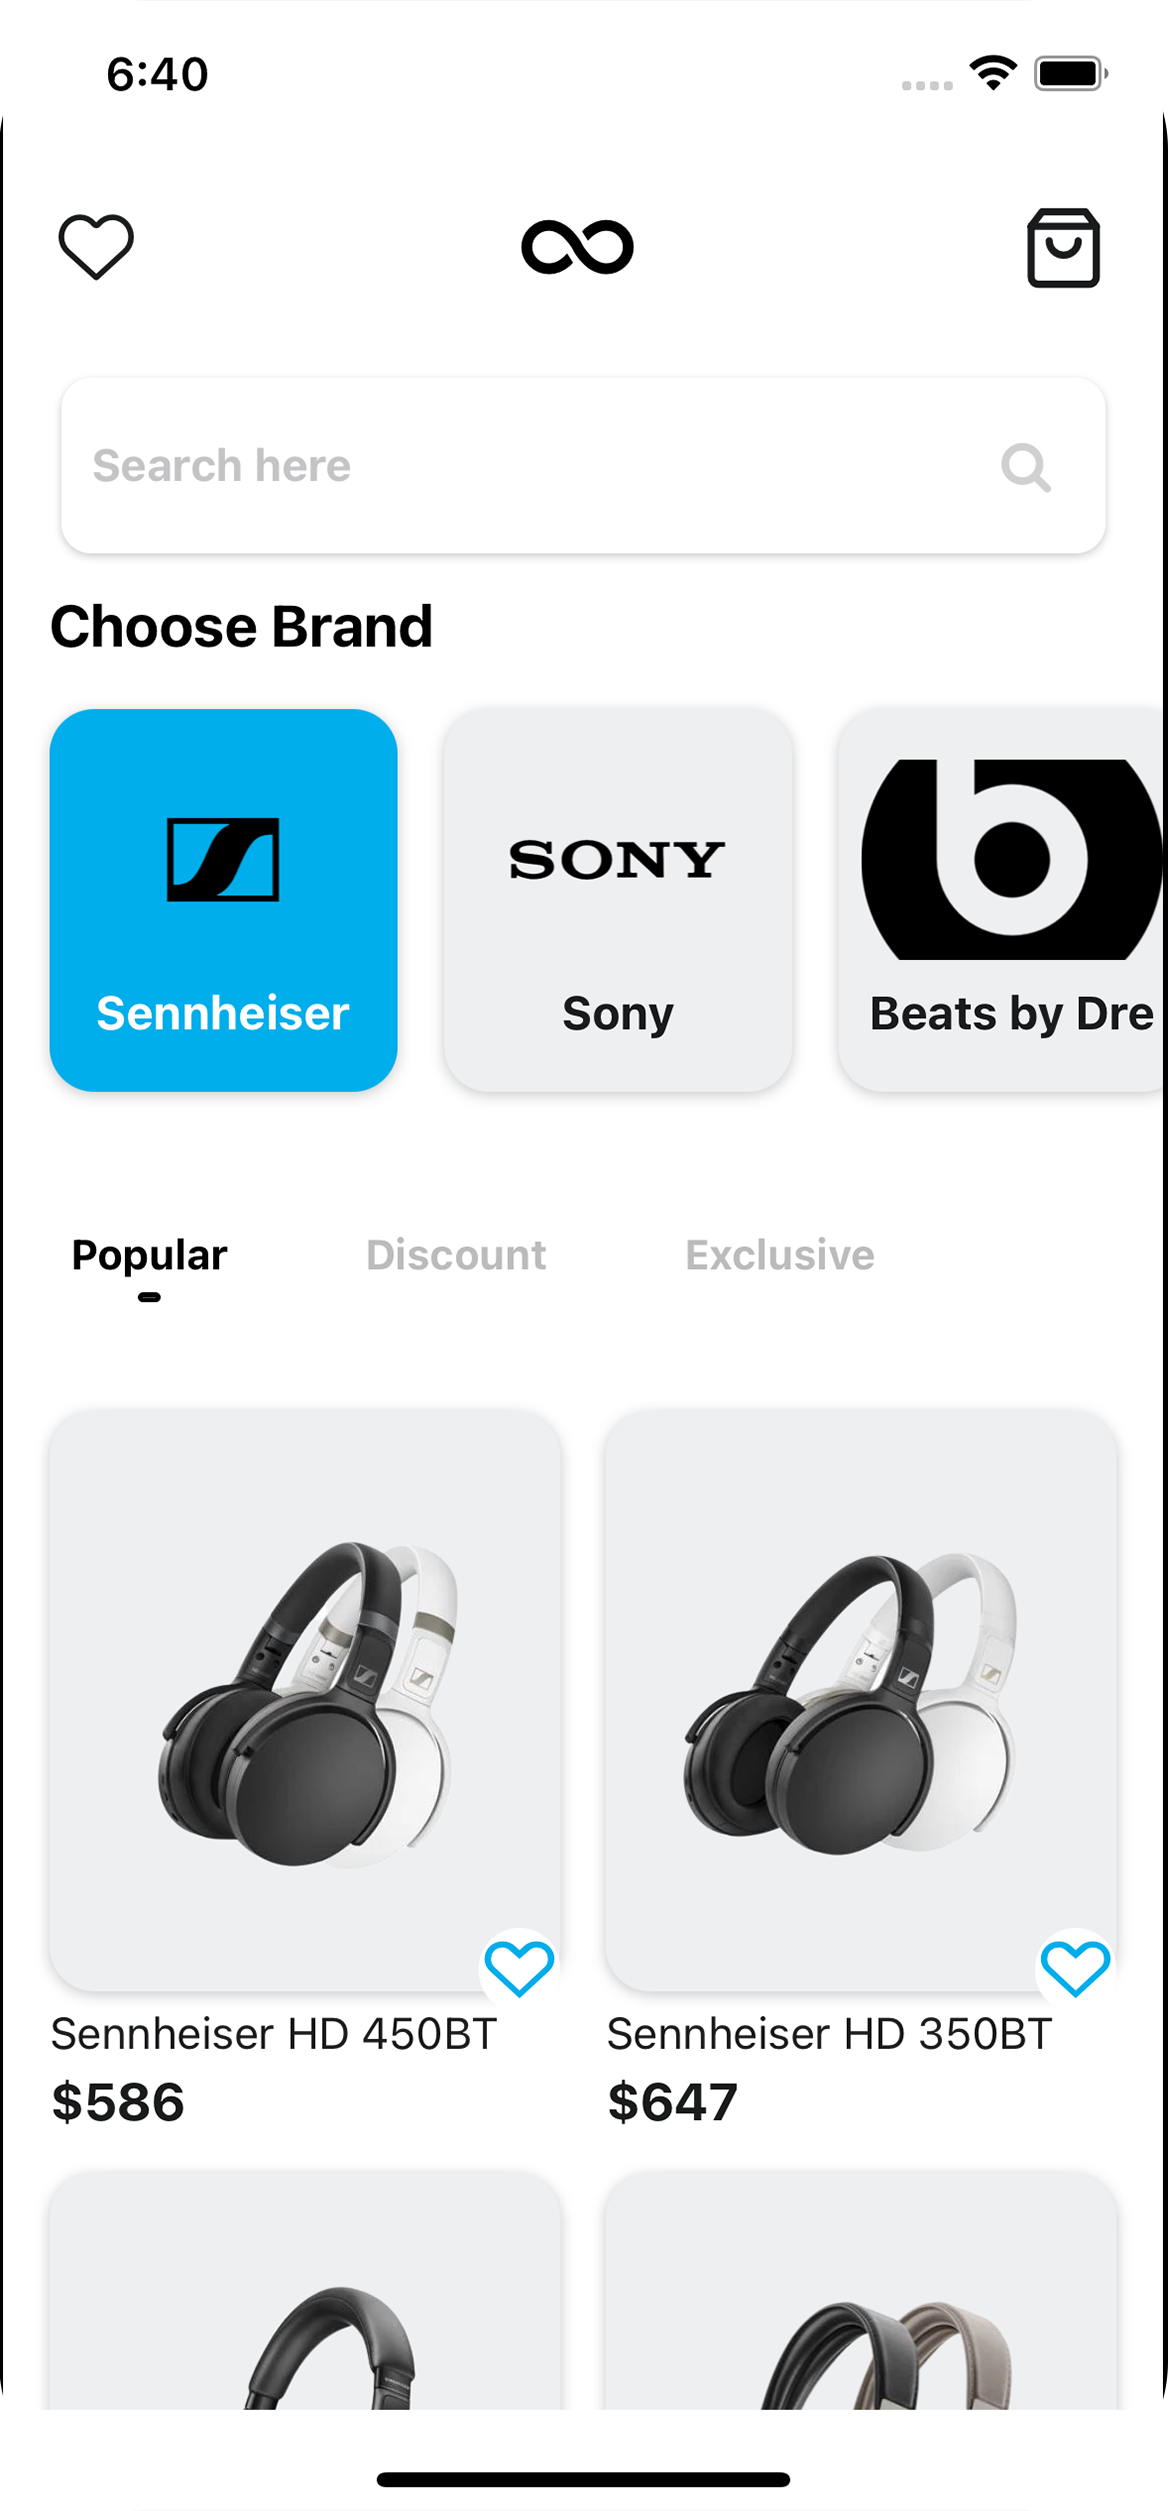 6:40
Search here
Choose Brand
SONY
Sennheiser
Sony
Beats by Dre
Popular
Discount
Exclusive
Sennheiser HD 450BT
Sennheiser HD 350BT
$586
$647